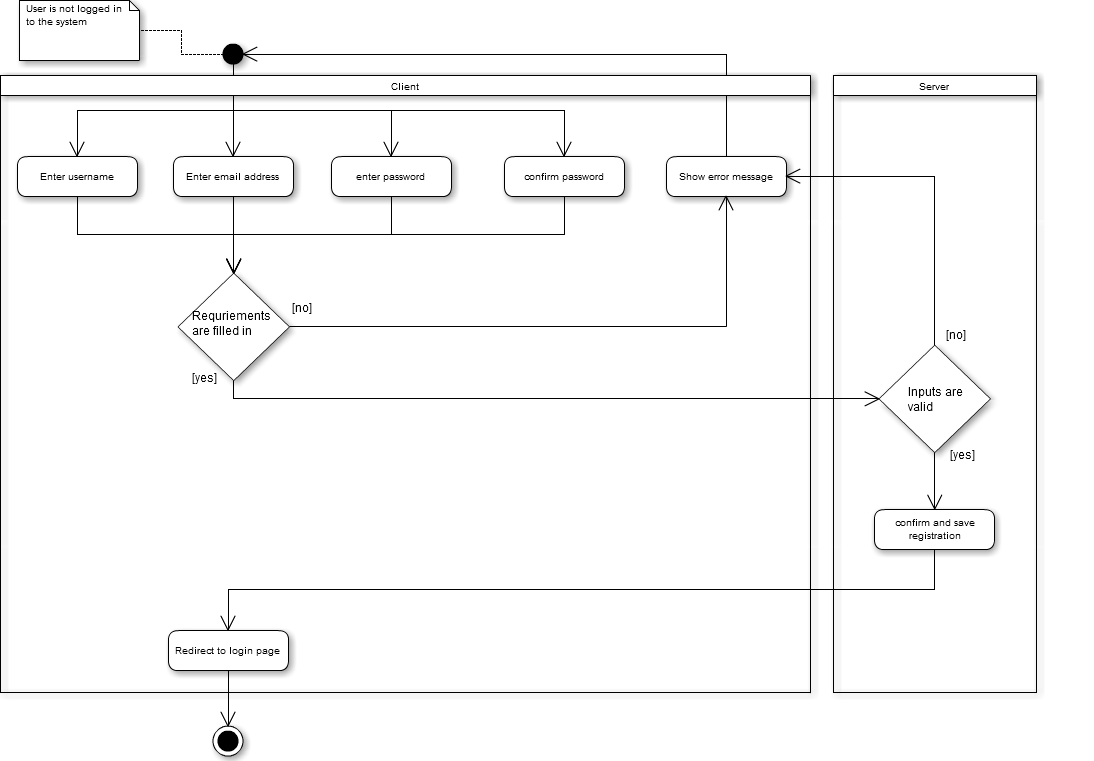 User is not logged in
to the system
Client
Server
Enter username
Enter email address
enter password
confirm password
Show error message
Requriements
are filled in
[no]
[yes]
[no]
Inputs are
valid
[yes]
confirm and save
registration
Redirect to login page